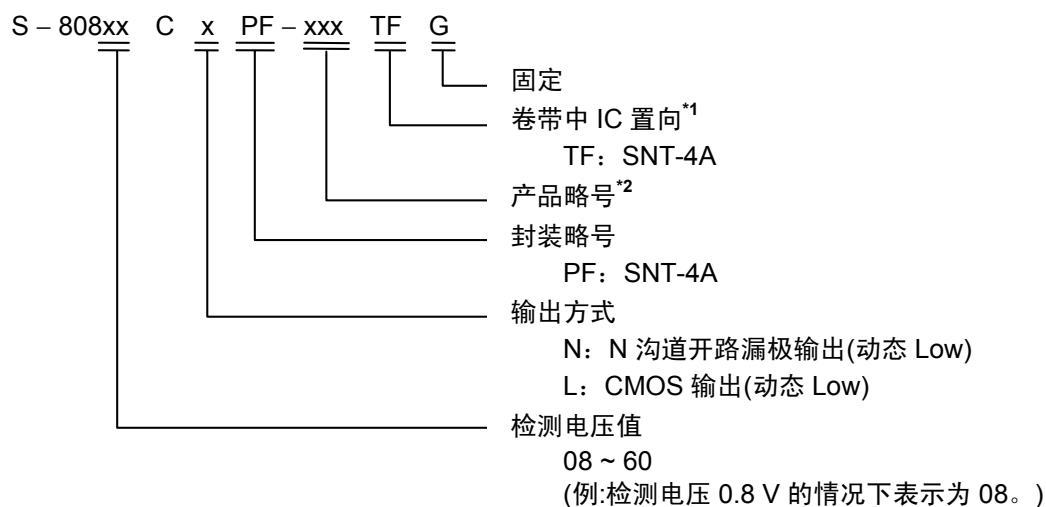 S – 808xx C x PF – xxx TF G
固定
卷带中 IC 置向*1
TF：SNT-4A
产品略号*2
封装略号
PF：SNT-4A
输出方式
N：N 沟道开路漏极输出(动态 Low)
L：CMOS 输出(动态 Low)
检测电压值
08 ~ 60
(例:检测电压 0.8 V 的情况下表示为 08。)